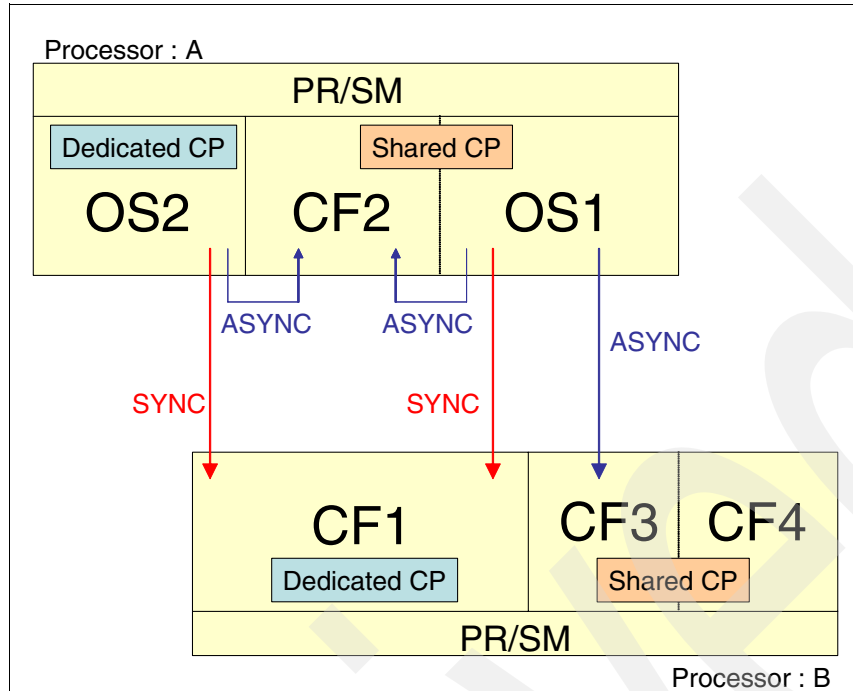 Processor : A
PR/SM
Dedicated CP
Shared CP
OS2
CF2
OS1
ASYNC
ASYNC
ASYNC
SYNC
SYNC
CF1
CF3
CF4
Dedicated CP
Shared CP
PR/SM
Processor : B